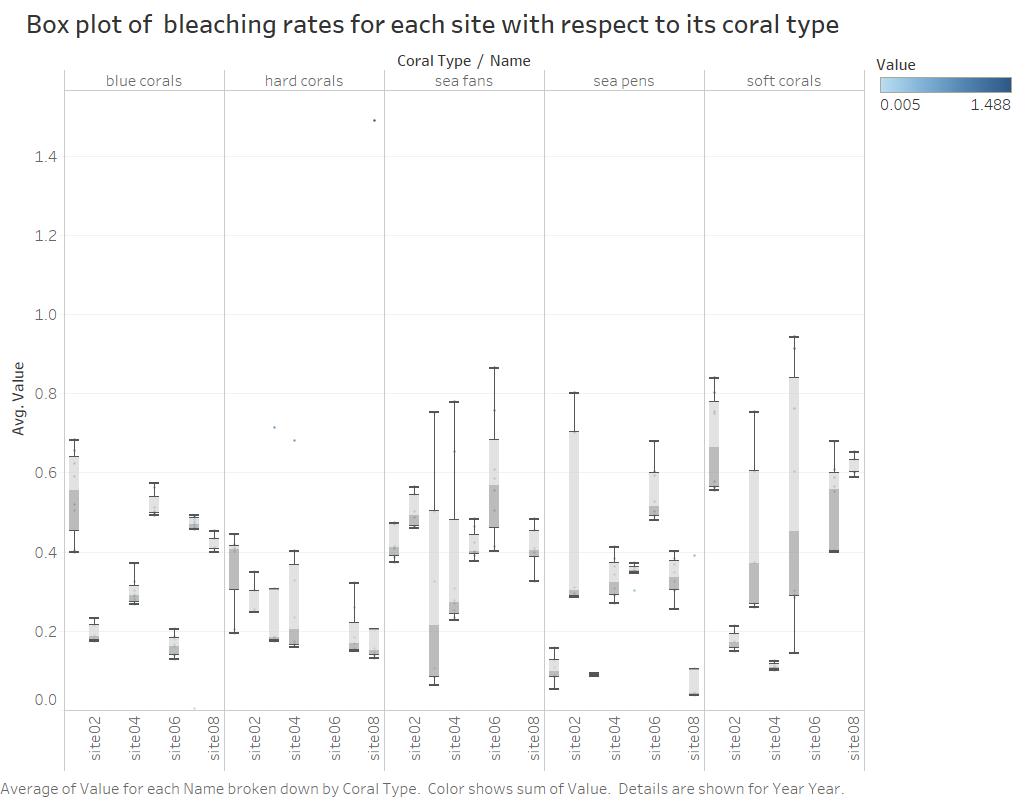 Box plot of  bleaching rates for each site with respect to its coral type
Coral Type / Name
blue corals hard corals sea fans sea pens soft corals
Value
0.005 1.488
Avg. Value
1.4
1.2
1.0
0.8
0.6
0.4
0.2
0.0
site02 site04 site06 site08 site02 site04 site06 site08 site02 site04 site06 site08 site02 site04 site06 site08 site02 site04 site06 site08
Average of Value for each Name broken down by Coral Type.  Color shows sum of Value.  Details are shown for Year Year.